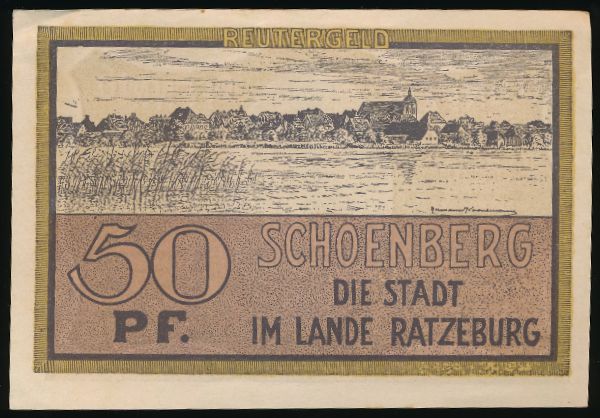 REUTERGELD
50
PF.
SCHOENBERG
DIE STADT
IM LANDE RATZEBURG